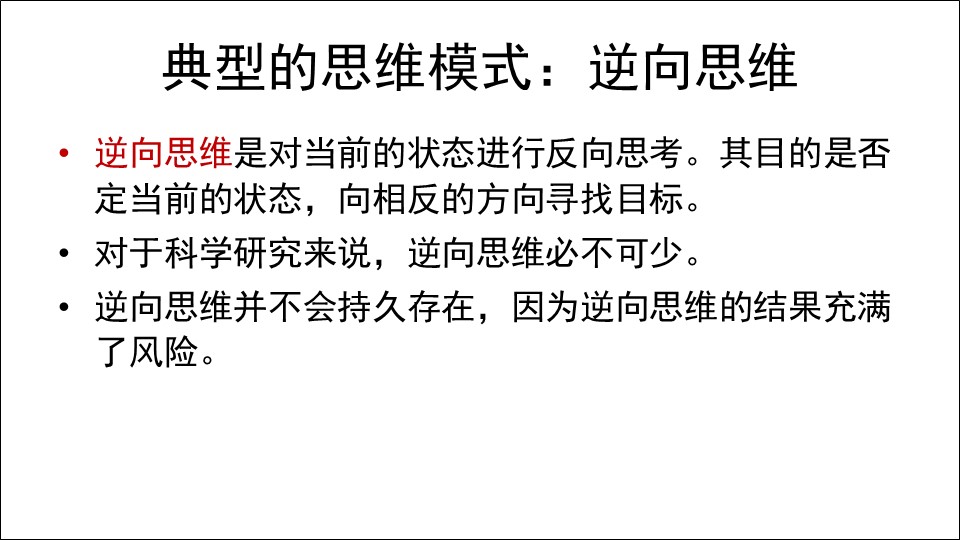 典型的思维模式：逆向思维
• 逆向思维是对当前的状态进行反向思考。其目的是否
定当前的状态，向相反的方向寻找目标。
• 对于科学研究来说，逆向思维必不可少。
• 逆向思维并不会持久存在，因为逆向思维的结果充满
了风险。